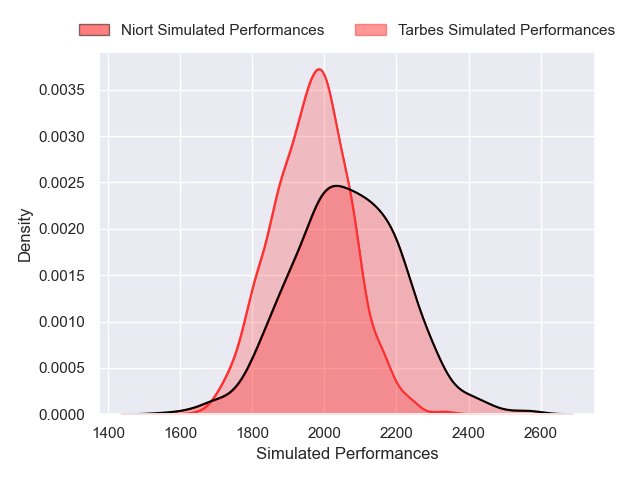 Niort Simulated Performances Tarbes Simulated Performances
0.0035
0.0030
0.0025
0.0020
0.0015
0.0010
0.0005
0.0000
Density
1400 1600 1800 2000 2200 2400 2600
Simulated Performances